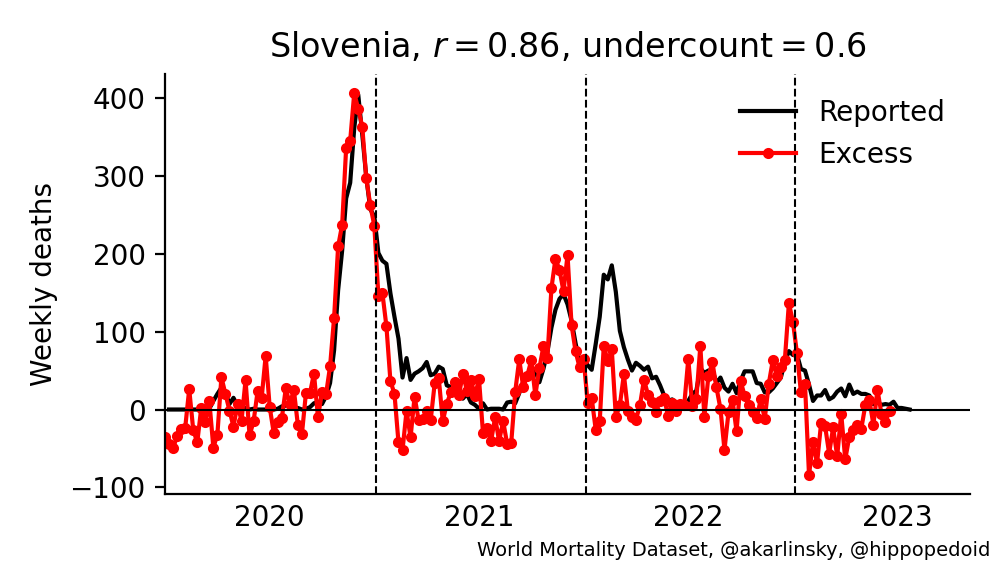 Slovenia, r = 0.86, undercount = 0.6
Weekly deaths
400
300
200
100
0
−100
Reported
Excess
2020 2021 2022 2023
World Mortality Dataset, @akarlinsky, @hippopedoid